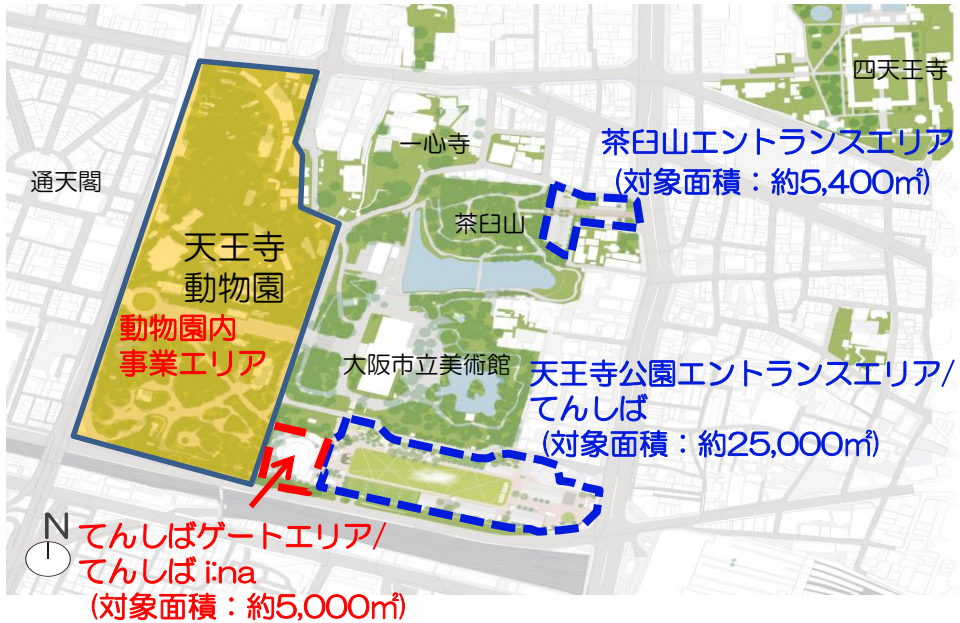 四天王寺
茶臼山エントランスエリア
(対象面積：約5,400㎡)
一心寺
通天閣
茶臼山
天王寺
動物園
動物園内
事業エリア
大阪市立美術館
天王寺公園エントランスエリア/
てんしば
(対象面積：約25,000㎡)
N
てんしばゲートエリア/
てんしばi:na
(対象面積：約5,000㎡)